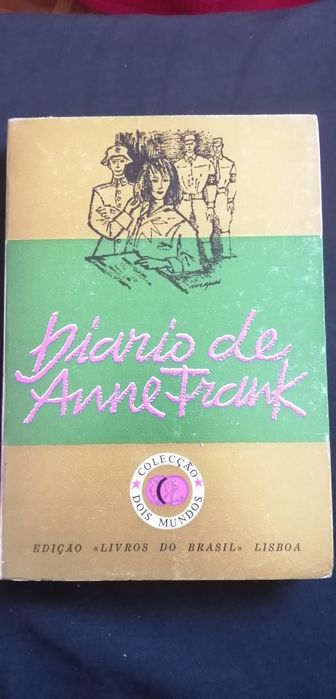 Diario de
Anne Frank
COLECÇÃO
DOIS MUNDOS
EDIÇÃO «LIVROS DO BRASIL» LISBOA